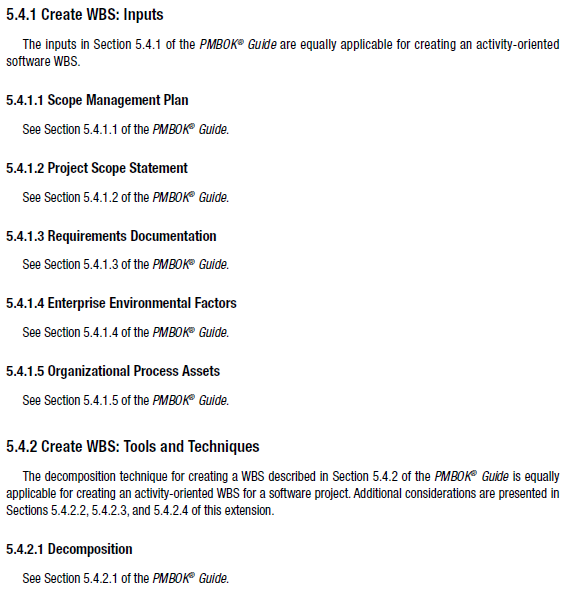 5.4.1 Create WBS: Inputs
The inputs in Section 5.4.1 of the PMBOK® Guide are equally applicable for creating an activity-oriented
software WBS.
5.4.1.1 Scope Management Plan
See Section 5.4.1.1 of the PMBOK® Guide.
5.4.1.2 Project Scope Statement
See Section 5.4.1.2 of the PMBOK® Guide.
5.4.1.3 Requirements Documentation
See Section 5.4.1.3 of the PMBOK® Guide.
5.4.1.4 Enterprise Environmental Factors
See Section 5.4.1.4 of the PMBOK® Guide.
5.4.1.5 Organizational Process Assets
See Section 5.4.1.5 of the PMBOK® Guide.
5.4.2 Create WBS: Tools and Techniques
The decomposition technique for creating a WBS described in Section 5.4.2 of the PMBOK® Guide is equally
applicable for creating an activity-oriented WBS for a software project. Additional considerations are presented in
Sections 5.4.2.2, 5.4.2.3, and 5.4.2.4 of this extension.
5.4.2.1 Decomposition
See Section 5.4.2.1 of the PMBOK® Guide.